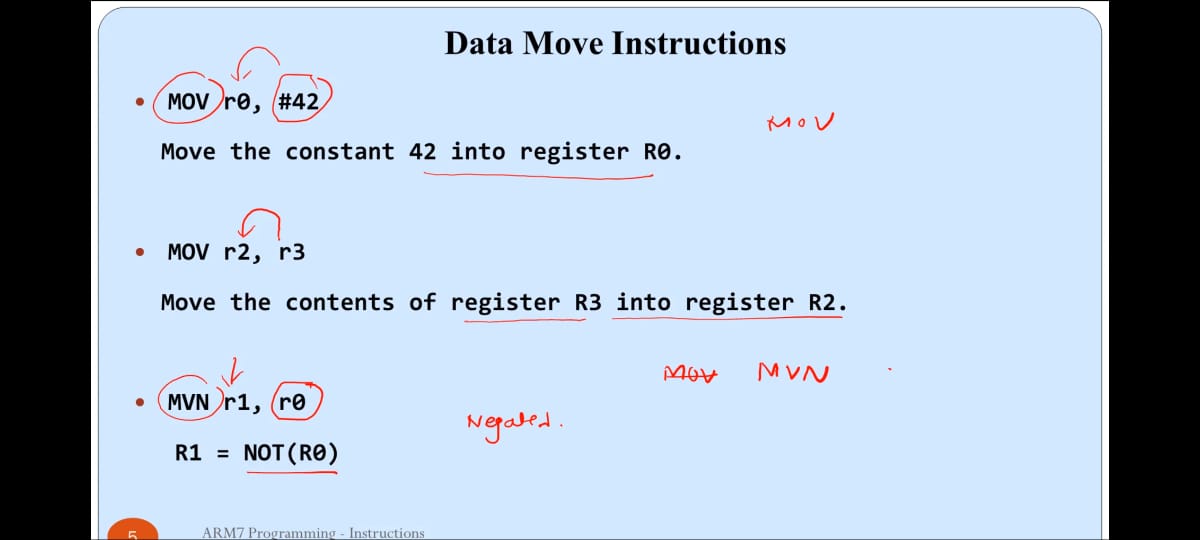 Data Move Instructions
• MOV r0, #42
MOV
Move the constant 42 into register R0.
• MOV r2, r3
Move the contents of register R3 into register R2.
MOV MVN
• MVN r1, r0
Negated.
R1 = NOT(R0)
5 ARM7 Programming - Instructions